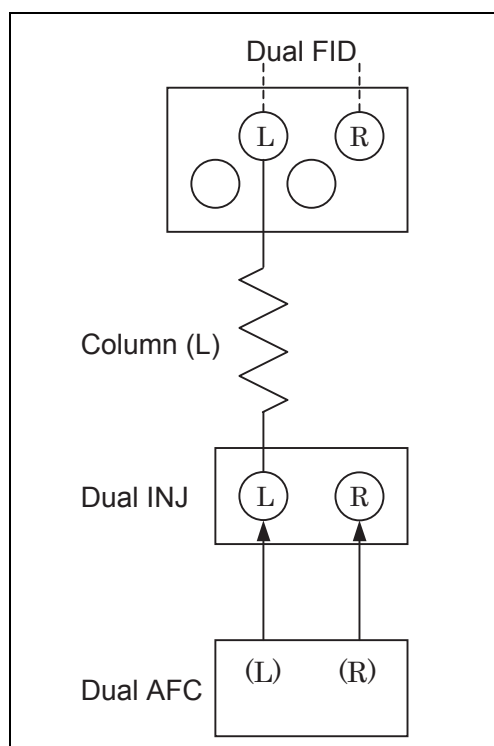 Dual FID
L R
Column (L)
Dual INJ L R
Dual AFC (L) (R)